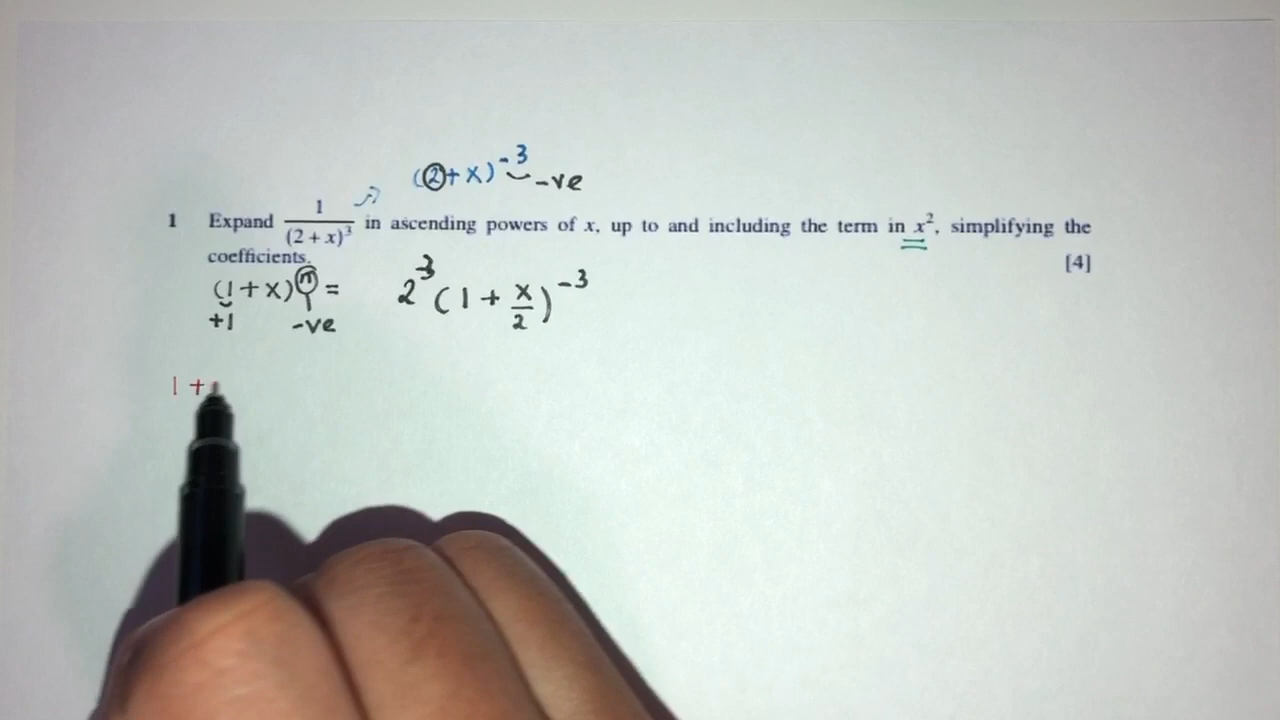 (2+x)^-3 -ve
1 Expand 1/(2 + x)^3 in ascending powers of x, up to and including the term in x^2, simplifying the
coefficients. [4]
(1+x)^n = 2^-3 (1 + x/2)^-3
+1 -ve
1 +